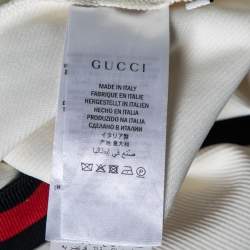 GUCCI
MADE IN ITALY
FABRIQUE EN ITALIE
HERGESTELLT IN ITALIEN
HECHO EN ITALIA
PRODUZIDO NA ITALIA
СДЕЛАНО В ИТАЛИИ
イタリア製
产地 意大利
صنع في إيطاليا